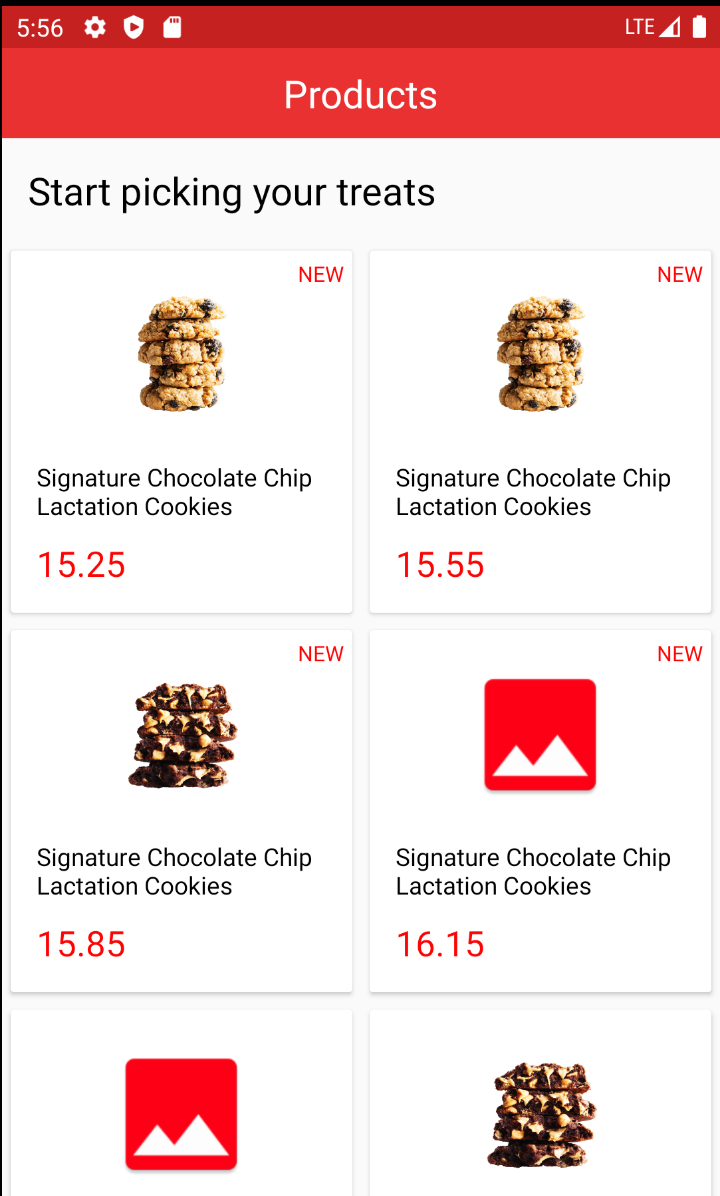 5:56
LTE
Products
Start picking your treats
NEW
NEW
Signature Chocolate Chip
Lactation Cookies
15.25
Signature Chocolate Chip
Lactation Cookies
15.55
NEW
NEW
Signature Chocolate Chip
Lactation Cookies
15.85
Signature Chocolate Chip
Lactation Cookies
16.15